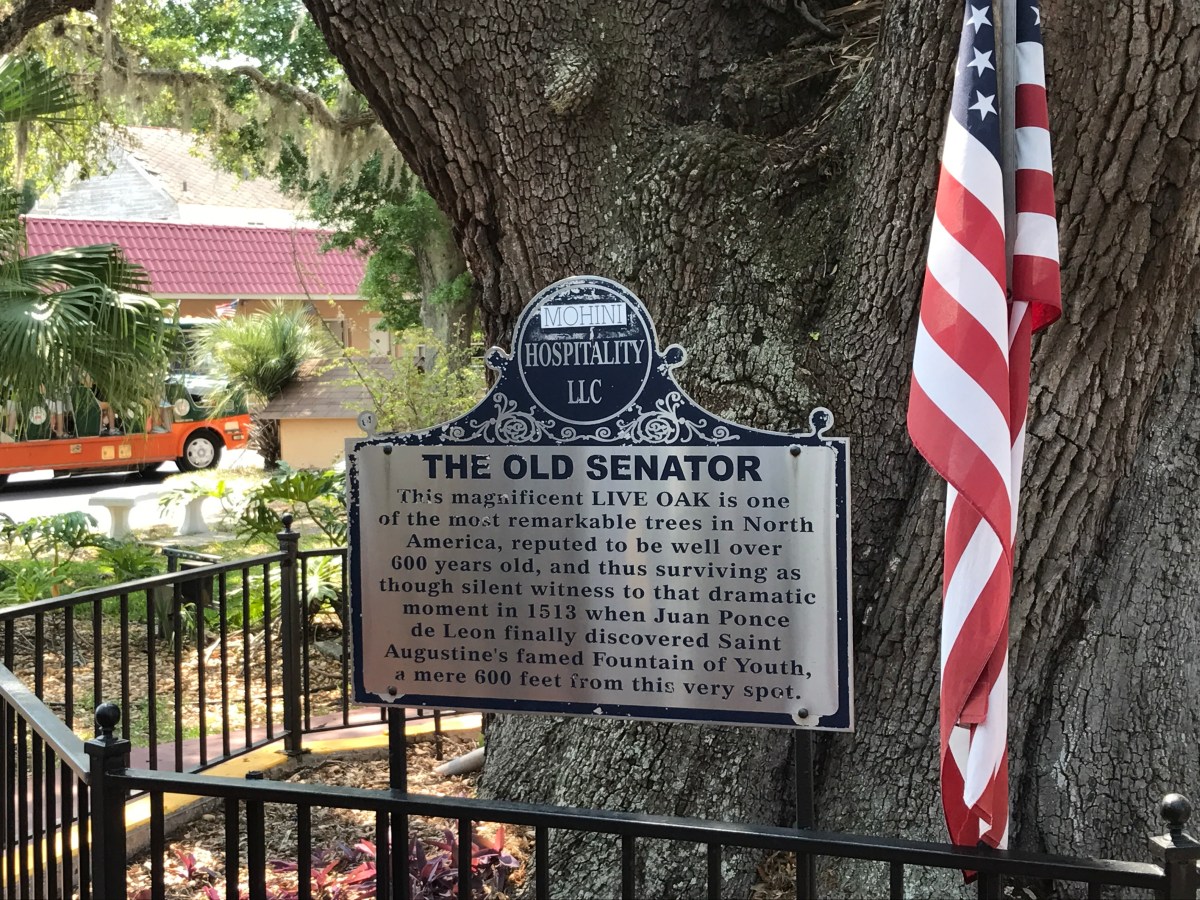 MOHINI
HOSPITALITY
LLC
THE OLD SENATOR
This magnificent LIVE OAK is one
of the most remarkable trees in North
America, reputed to be well over
600 years old, and thus surviving as
though silent witness to that dramatic
moment in 1513 when Juan Ponce
de Leon finally discovered Saint
Augustine's famed Fountain of Youth,
a mere 600 feet from this very spot.